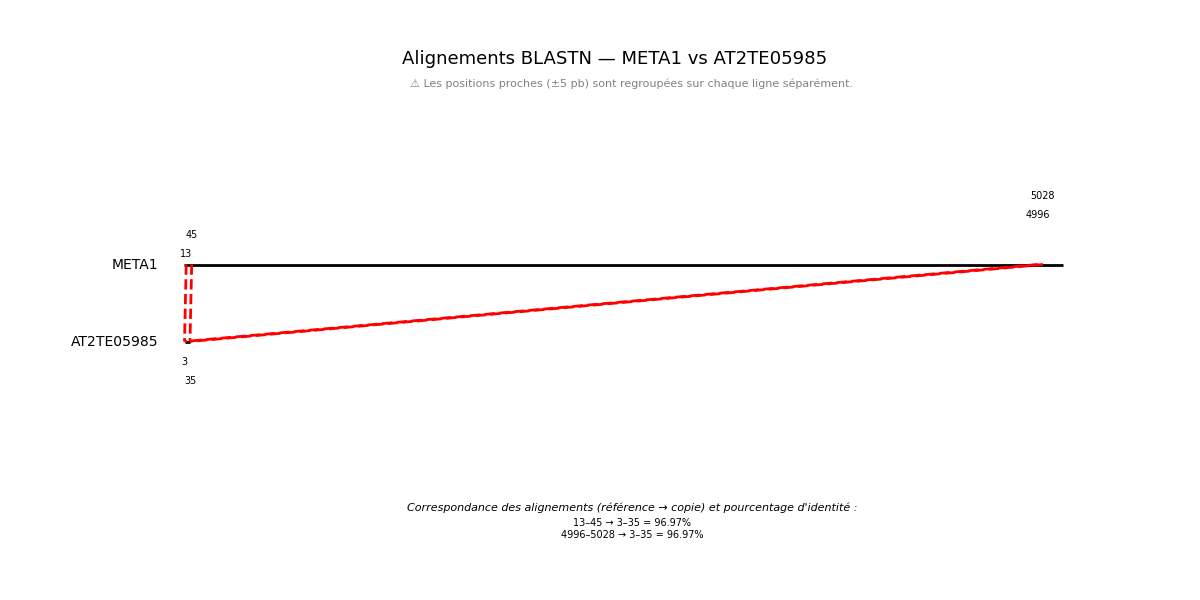 Alignements BLASTN — META1 vs AT2TE05985
⚠ Les positions proches (±5 pb) sont regroupées sur chaque ligne séparément.
5028
4996
45
13
META1
AT2TE05985
3
35
Correspondance des alignements (référence → copie) et pourcentage d'identité :
13–45 → 3–35 = 96.97%
4996–5028 → 3–35 = 96.97%